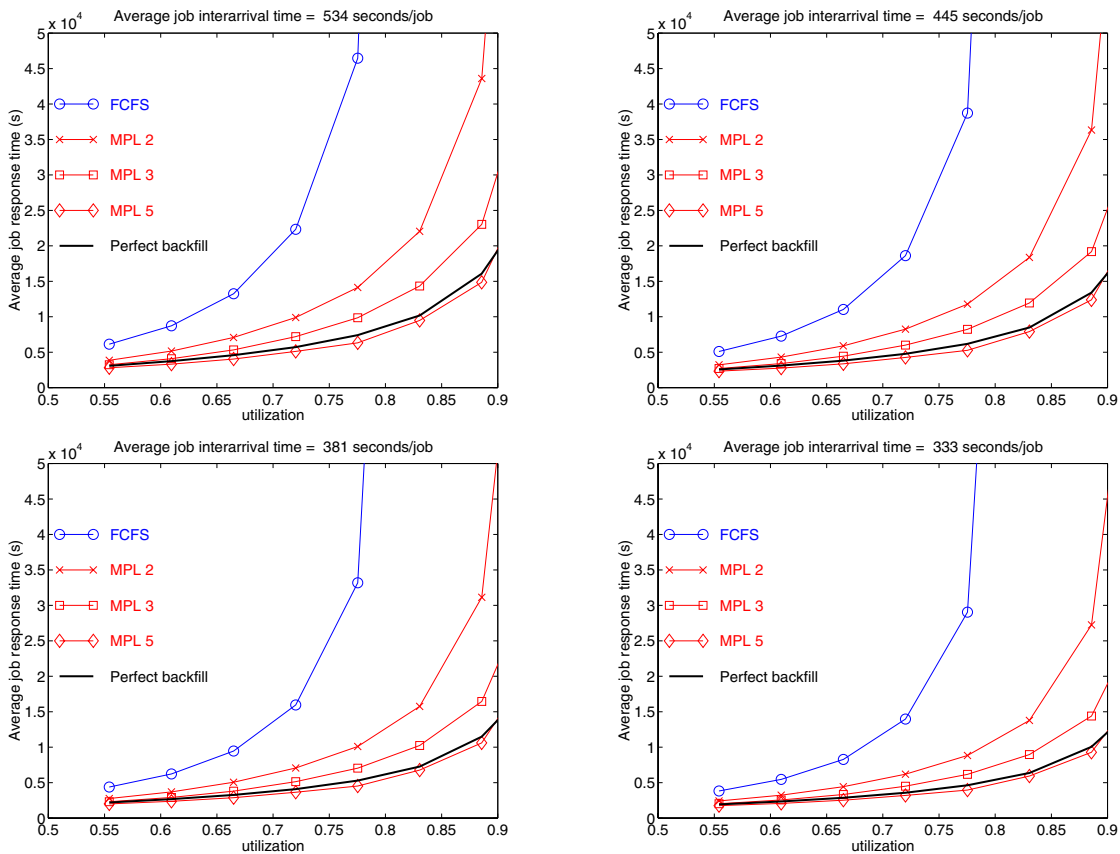 Average job interarrival time = 534 seconds/job
x 10^4
5
4.5
4
3.5
3
2.5
2
1.5
1
0.5
0
Average job response time (s)
FCFS
MPL 2
MPL 3
MPL 5
Perfect backfill
0.5 0.55 0.6 0.65 0.7 0.75 0.8 0.85 0.9
utilization
Average job interarrival time = 445 seconds/job
x 10^4
5
4.5
4
3.5
3
2.5
2
1.5
1
0.5
0
Average job response time (s)
FCFS
MPL 2
MPL 3
MPL 5
Perfect backfill
0.5 0.55 0.6 0.65 0.7 0.75 0.8 0.85 0.9
utilization
Average job interarrival time = 381 seconds/job
x 10^4
5
4.5
4
3.5
3
2.5
2
1.5
1
0.5
0
Average job response time (s)
FCFS
MPL 2
MPL 3
MPL 5
Perfect backfill
0.5 0.55 0.6 0.65 0.7 0.75 0.8 0.85 0.9
utilization
Average job interarrival time = 333 seconds/job
x 10^4
5
4.5
4
3.5
3
2.5
2
1.5
1
0.5
0
Average job response time (s)
FCFS
MPL 2
MPL 3
MPL 5
Perfect backfill
0.5 0.55 0.6 0.65 0.7 0.75 0.8 0.85 0.9
utilization